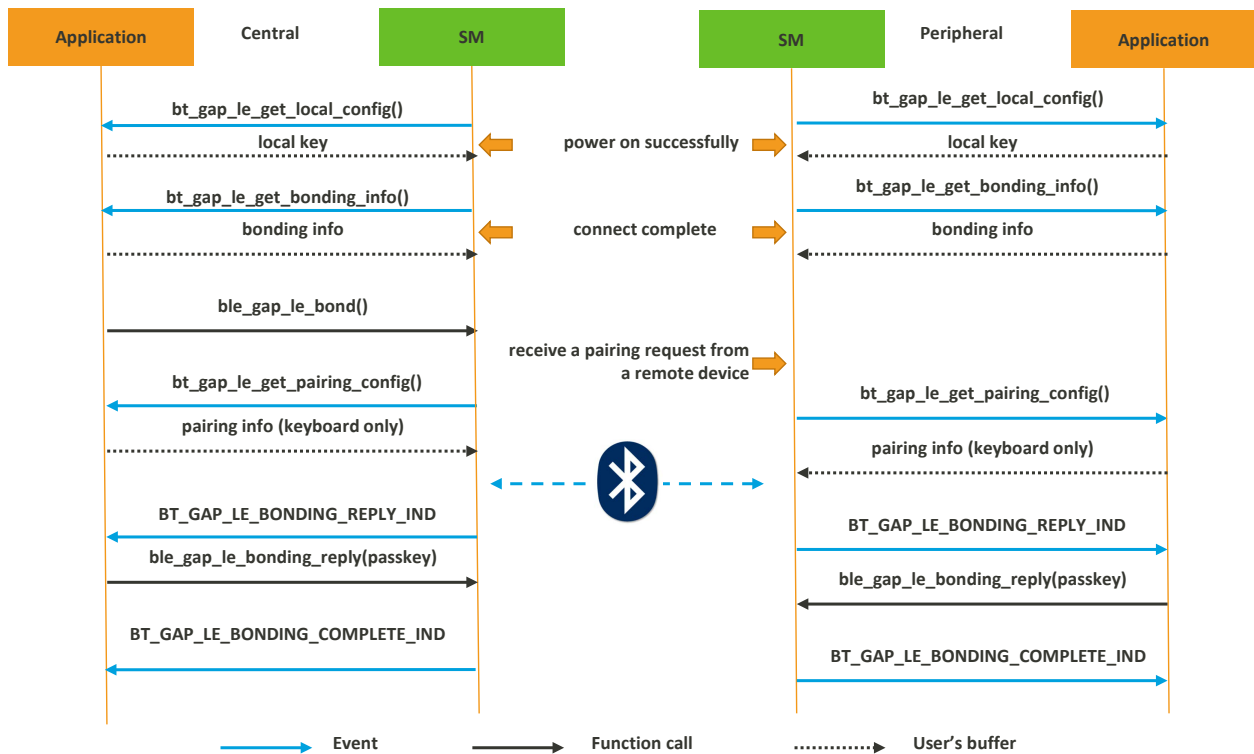 Application
Central
SM
SM
Peripheral
Application
bt_gap_le_get_local_config()
bt_gap_le_get_local_config()
local key
power on successfully
local key
bt_gap_le_get_bonding_info()
bt_gap_le_get_bonding_info()
bonding info
connect complete
bonding info
ble_gap_le_bond()
receive a pairing request from
a remote device
bt_gap_le_get_pairing_config()
bt_gap_le_get_pairing_config()
pairing info (keyboard only)
pairing info (keyboard only)
BT_GAP_LE_BONDING_REPLY_IND
BT_GAP_LE_BONDING_REPLY_IND
ble_gap_le_bonding_reply(passkey)
ble_gap_le_bonding_reply(passkey)
BT_GAP_LE_BONDING_COMPLETE_IND
BT_GAP_LE_BONDING_COMPLETE_IND
Event
Function call
User's buffer